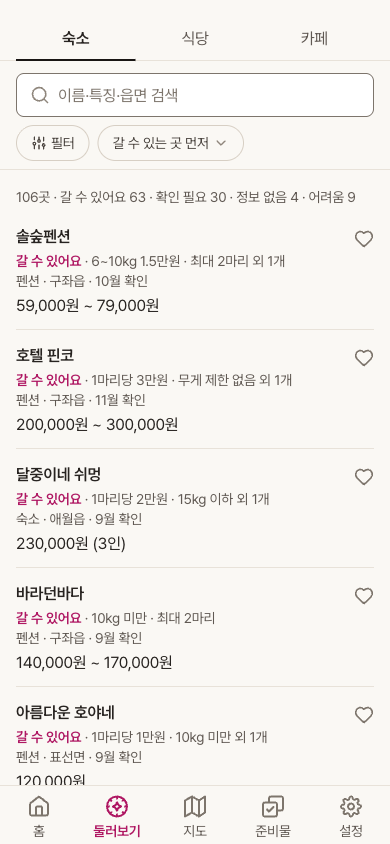 숙소 식당 카페
이름·특징·읍면 검색
필터 갈 수 있는 곳 먼저
106곳 · 갈 수 있어요 63 · 확인 필요 30 · 정보 없음 4 · 어려움 9
솔숲펜션
갈 수 있어요 · 6~10kg 1.5만원 · 최대 2마리 외 1개
펜션 · 구좌읍 · 10월 확인
59,000원 ~ 79,000원
호텔 핀코
갈 수 있어요 · 1마리당 3만원 · 무게 제한 없음 외 1개
펜션 · 구좌읍 · 11월 확인
200,000원 ~ 300,000원
달중이네 쉬멍
갈 수 있어요 · 1마리당 2만원 · 15kg 이하 외 1개
숙소 · 애월읍 · 9월 확인
230,000원 (3인)
바라던바다
갈 수 있어요 · 10kg 미만 · 최대 2마리
펜션 · 구좌읍 · 9월 확인
140,000원 ~ 170,000원
아름다운 호야네
갈 수 있어요 · 1마리당 1만원 · 10kg 미만 외 1개
펜션 · 표선면 · 9월 확인
120,000원
홈 둘러보기 지도 준비물 설정